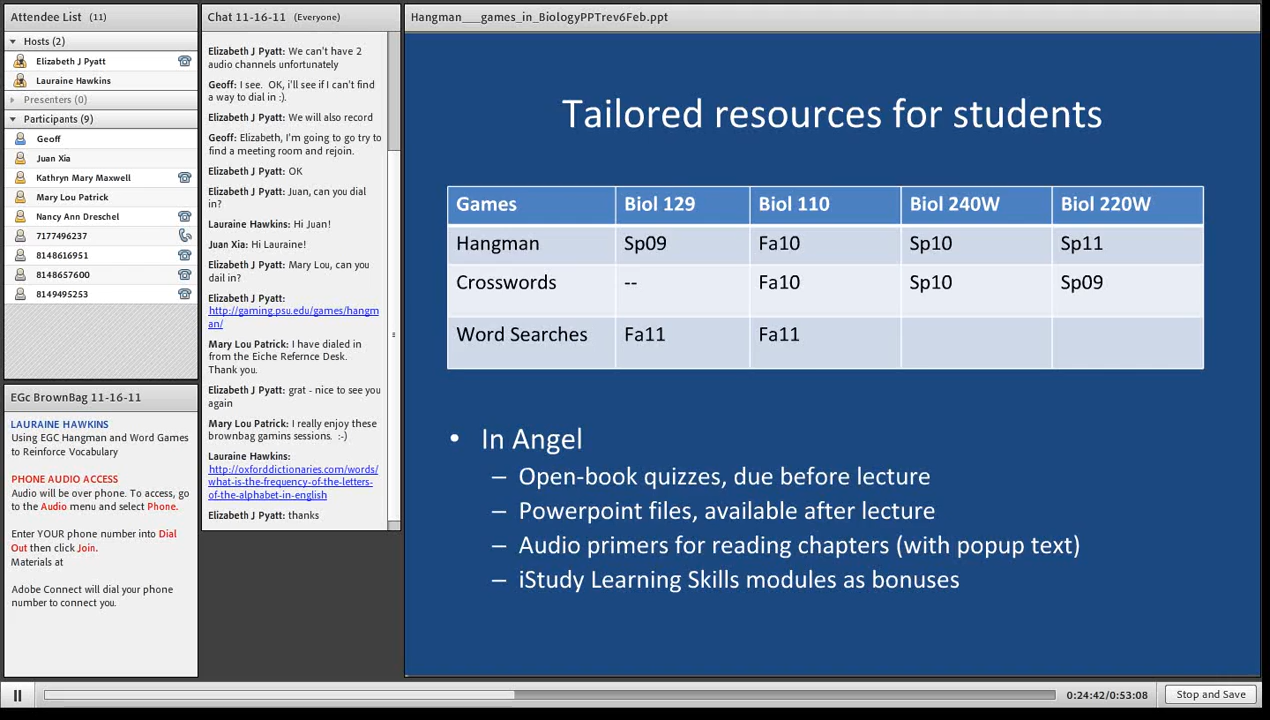 Attendee List (11)
Hosts (2)
Elizabeth J Pyatt
Lauraine Hawkins
Presenters (0)
Participants (9)
Geoff
Juan Xia
Kathryn Mary Maxwell
Mary Lou Patrick
Nancy Ann Dreschel
7177496237
8148616951
8148657600
8149495253
EGc BrownBag 11-16-11
LAURAINE HAWKINS
Using EGC Hangman and Word Games
to Reinforce Vocabulary
PHONE AUDIO ACCESS
Audio will be over phone. To access, go
to the Audio menu and select Phone.
Enter YOUR phone number into Dial
Out then click Join.
Materials at
Adobe Connect will dial your phone
number to connect you.
Chat 11-16-11 (Everyone)
Elizabeth J Pyatt: We can't have 2
audio channels unfortunately
Geoff: I see. OK, i'll see if I can't find
a way to dial in :).
Elizabeth J Pyatt: We will also record
Geoff: Elizabeth, I'm going to go try to
find a meeting room and rejoin.
Elizabeth J Pyatt: OK
Elizabeth J Pyatt: Juan, can you dial
in?
Lauraine Hawkins: Hi Juan!
Juan Xia: Hi Lauraine!
Elizabeth J Pyatt: Mary Lou, can you
dail in?
Elizabeth J Pyatt:
http://gaming.psu.edu/games/hangm
an/
Mary Lou Patrick: I have dialed in
from the Eiche Refernce Desk.
Thank you.
Elizabeth J Pyatt: grat - nice to see you
again
Mary Lou Patrick: I really enjoy these
brownbag gamins sessions. :-)
Lauraine Hawkins:
http://oxforddictionaries.com/words/
what-is-the-frequency-of-the-letters-
of-the-alphabet-in-english
Elizabeth J Pyatt: thanks
Hangman___games_in_BiologyPPTrev6Feb.ppt
Tailored resources for students
Games Biol 129 Biol 110 Biol 240W Biol 220W
Hangman Sp09 Fa10 Sp10 Sp11
Crosswords -- Fa10 Sp10 Sp09
Word Searches Fa11 Fa11
• In Angel
– Open-book quizzes, due before lecture
– Powerpoint files, available after lecture
– Audio primers for reading chapters (with popup text)
– iStudy Learning Skills modules as bonuses
0:24:42/0:53:08
Stop and Save